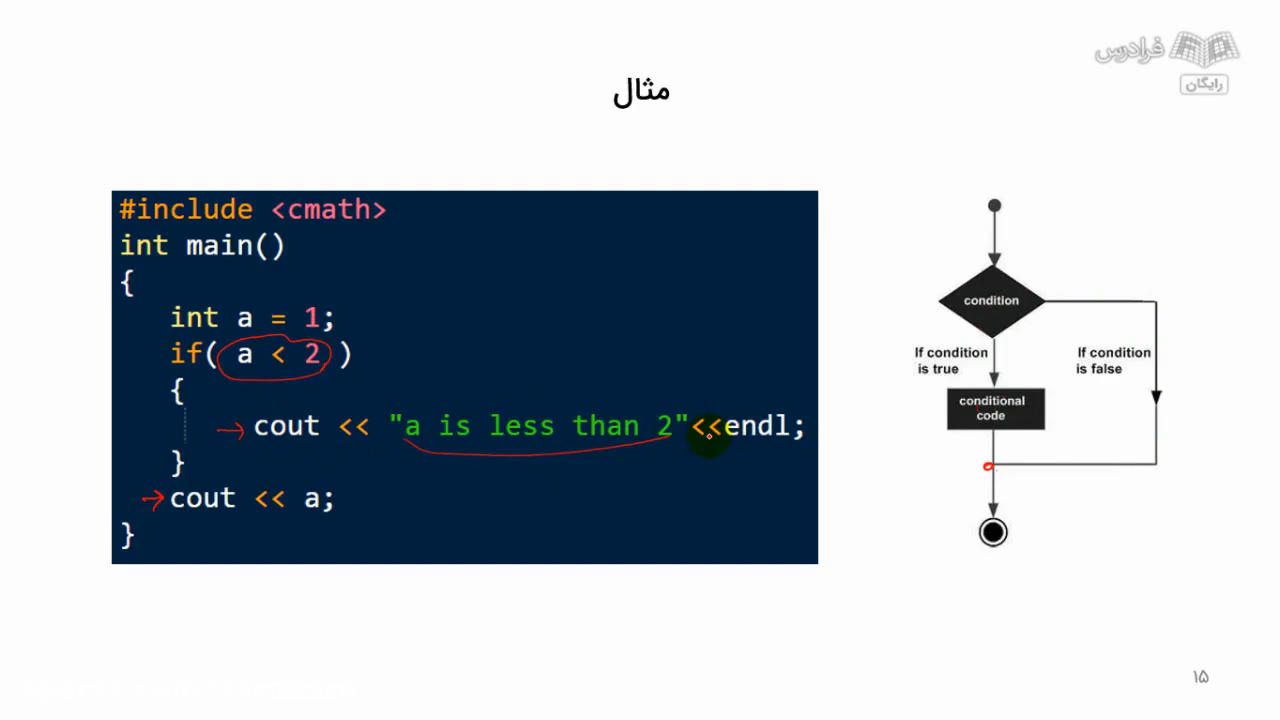 فرادرس
رایگان
مثال
#include <cmath>
int main()
{
int a = 1;
if( a < 2 )
{
cout << "a is less than 2"<<endl;
}
cout << a;
}
condition
If condition
is true
If condition
is false
conditional
code
۱۵